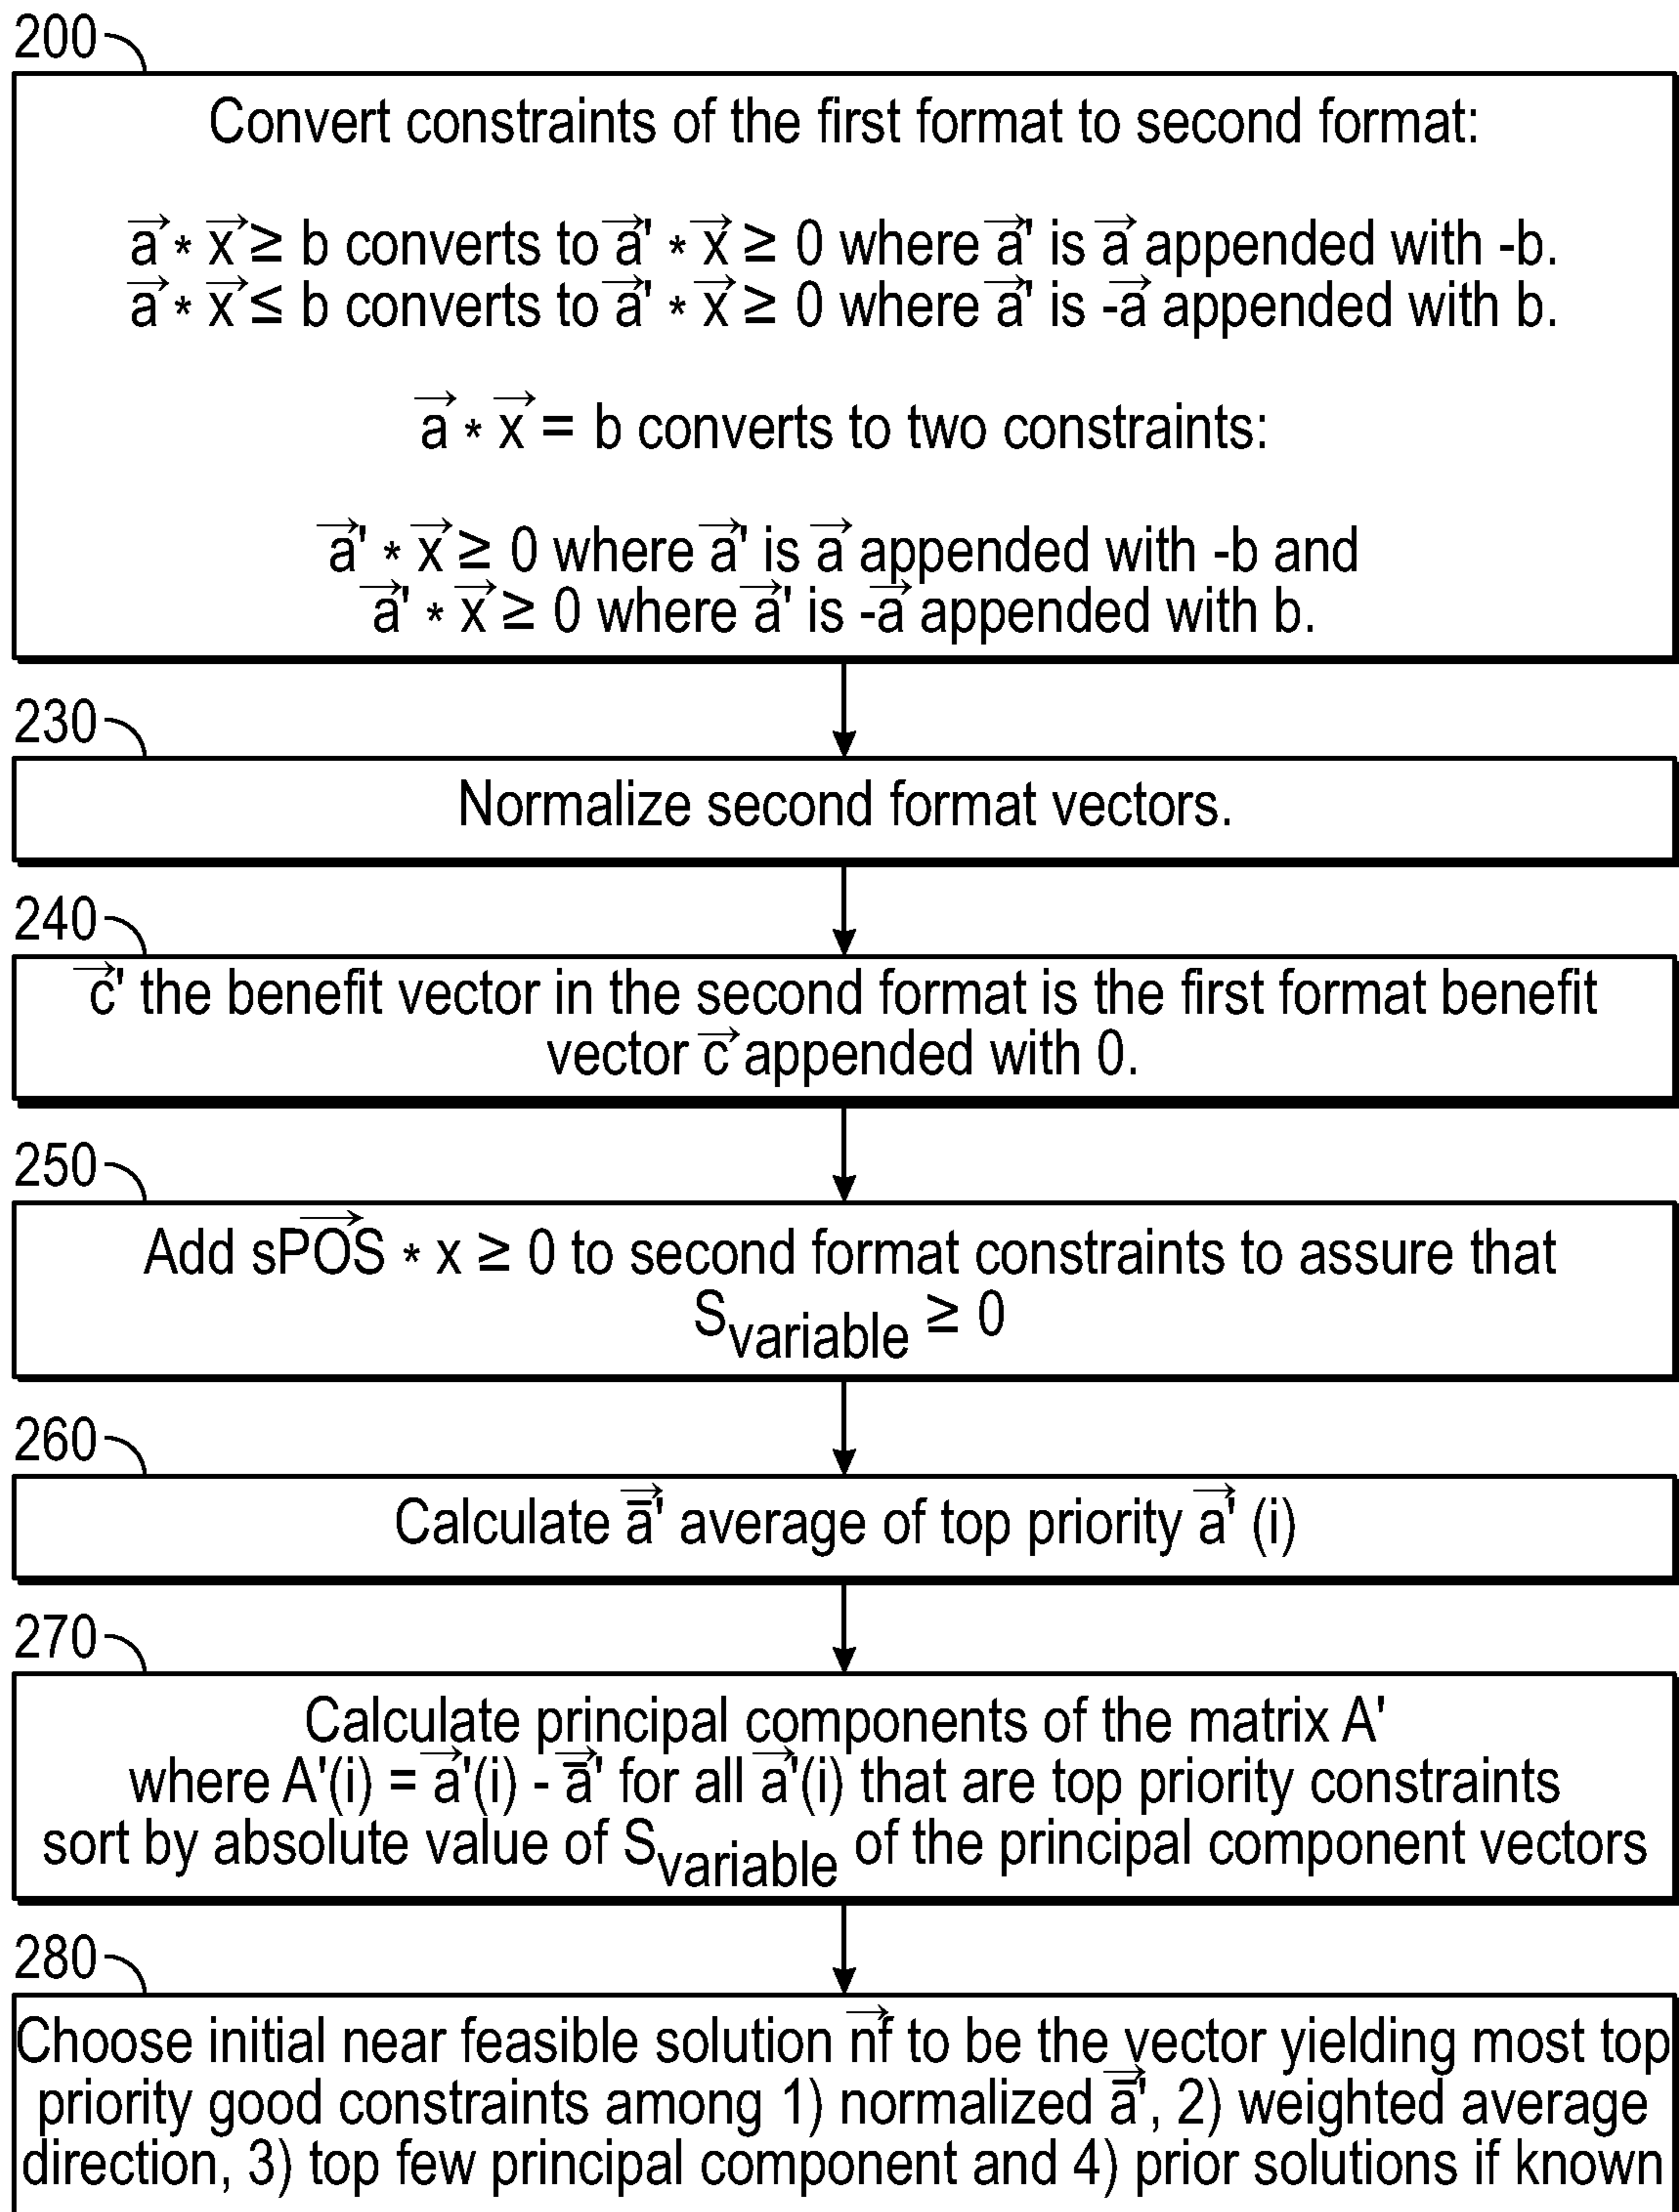 200
Convert constraints of the first format to second format:
a⃗ * x⃗ ≥ b converts to a⃗' * x⃗ ≥ 0 where a⃗' is a⃗ appended with -b.
a⃗ * x⃗ ≤ b converts to a⃗' * x⃗ ≥ 0 where a⃗' is -a⃗ appended with b.
a⃗ * x⃗ = b converts to two constraints:
a⃗' * x⃗ ≥ 0 where a⃗' is a⃗ appended with -b and
a⃗' * x⃗ ≥ 0 where a⃗' is -a⃗ appended with b.
230
Normalize second format vectors.
240
c⃗' the benefit vector in the second format is the first format benefit
vector c⃗ appended with 0.
250
Add sPOS⃗ * x ≥ 0 to second format constraints to assure that
S_variable ≥ 0
260
Calculate a̅⃗' average of top priority a⃗' (i)
270
Calculate principal components of the matrix A'
where A'(i) = a⃗'(i) - a̅⃗' for all a⃗'(i) that are top priority constraints
sort by absolute value of S_variable of the principal component vectors
280
Choose initial near feasible solution nf⃗ to be the vector yielding most top
priority good constraints among 1) normalized a̅⃗', 2) weighted average
direction, 3) top few principal component and 4) prior solutions if known